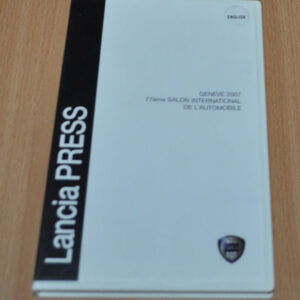 ENGLISH
GENEVE 2007
77ème SALON INTERNATIONAL
DE L'AUTOMOBILE
Lancia PRESS